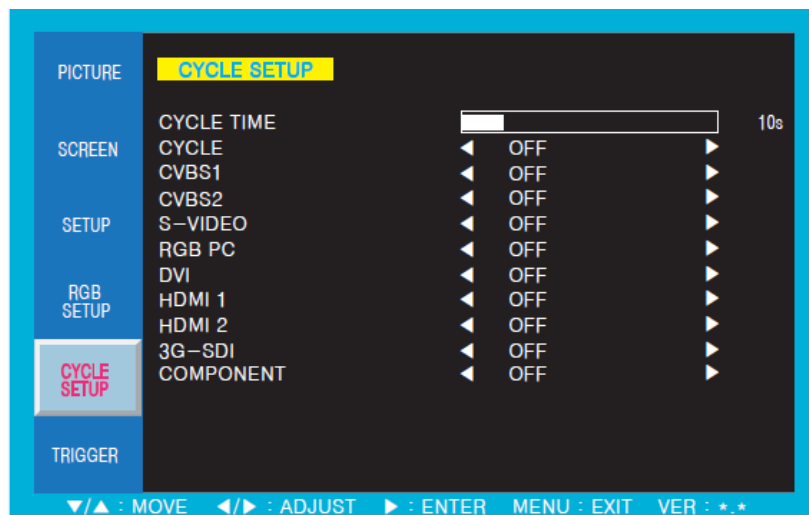 PICTURE
SCREEN
SETUP
RGB
SETUP
CYCLE
SETUP
TRIGGER
CYCLE SETUP
CYCLE TIME 10s
CYCLE ◀ OFF ▶
CVBS1 ◀ OFF ▶
CVBS2 ◀ OFF ▶
S-VIDEO ◀ OFF ▶
RGB PC ◀ OFF ▶
DVI ◀ OFF ▶
HDMI 1 ◀ OFF ▶
HDMI 2 ◀ OFF ▶
3G-SDI ◀ OFF ▶
COMPONENT ◀ OFF ▶
▼/▲ : MOVE ◀/▶ : ADJUST ▶ : ENTER MENU : EXIT VER : *.*